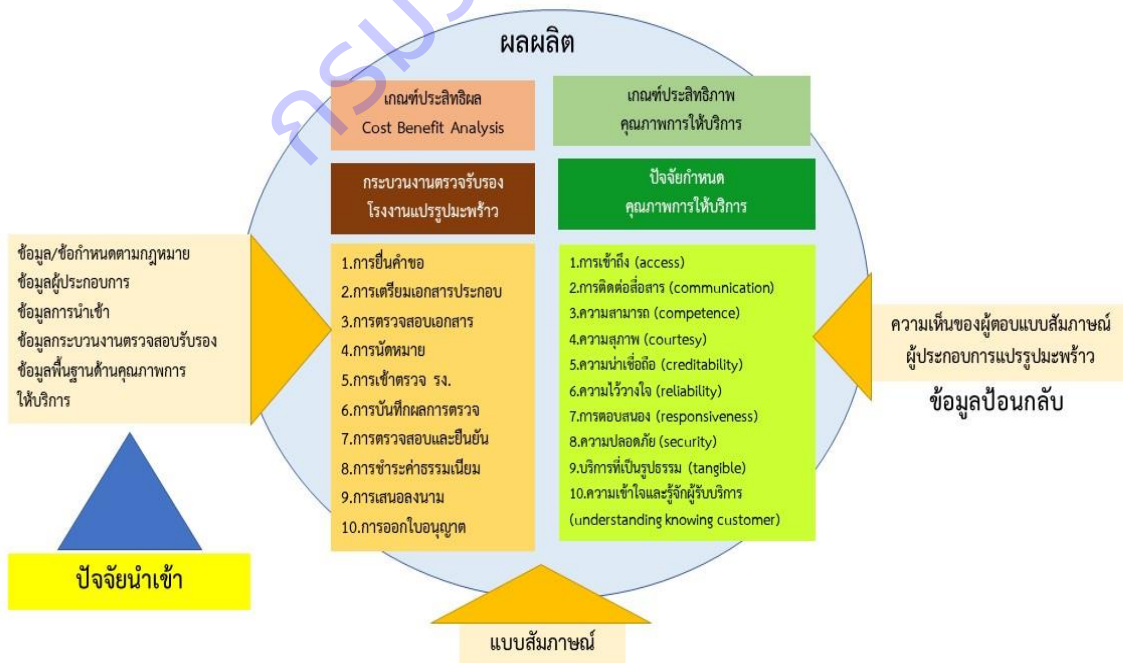 ผลผลิต
เกณฑ์ประสิทธิผล
Cost Benefit Analysis
เกณฑ์ประสิทธิภาพ
คุณภาพการให้บริการ
กระบวนงานตรวจรับรอง
โรงงานแปรรูปมะพร้าว
ปัจจัยกำหนด
คุณภาพการให้บริการ
ข้อมูล/ข้อกำหนดตามกฎหมาย
ข้อมูลผู้ประกอบการ
ข้อมูลการนำเข้า
ข้อมูลกระบวนงานตรวจสอบรับรอง
ข้อมูลพื้นฐานด้านคุณภาพการ
ให้บริการ
1.การยื่นคำขอ
2.การเตรียมเอกสารประกอบ
3.การตรวจสอบเอกสาร
4.การนัดหมาย
5.การเข้าตรวจ รง.
6.การบันทึกผลการตรวจ
7.การตรวจสอบและยืนยัน
8.การชำระค่าธรรมเนียม
9.การเสนอลงนาม
10.การออกใบอนุญาต
1.การเข้าถึง (access)
2.การติดต่อสื่อสาร (communication)
3.ความสามารถ (competence)
4.ความสุภาพ (courtesy)
5.ความน่าเชื่อถือ (creditability)
6.ความไว้วางใจ (reliability)
7.การตอบสนอง (responsiveness)
8.ความปลอดภัย (security)
9.บริการที่เป็นรูปธรรม (tangible)
10.ความเข้าใจและรู้จักผู้รับบริการ
(understanding knowing customer)
ความเห็นของผู้ตอบแบบสัมภาษณ์
ผู้ประกอบการแปรรูปมะพร้าว
ข้อมูลป้อนกลับ
ปัจจัยนำเข้า
แบบสัมภาษณ์